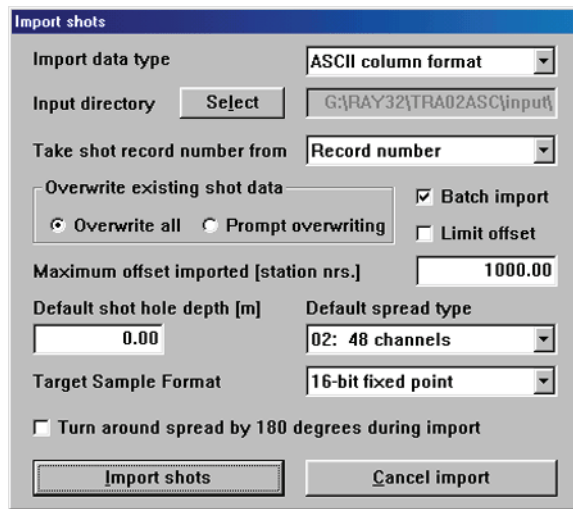 Import shots
Import data type ASCII column format
Input directory Select G:\RAY32\TRA02ASC\input\
Take shot record number from Record number
Overwrite existing shot data
Batch import
Overwrite all Prompt overwriting
Limit offset
Maximum offset imported [station nrs.] 1000.00
Default shot hole depth [m] Default spread type
0.00 02: 48 channels
Target Sample Format 16-bit fixed point
Turn around spread by 180 degrees during import
Import shots Cancel import